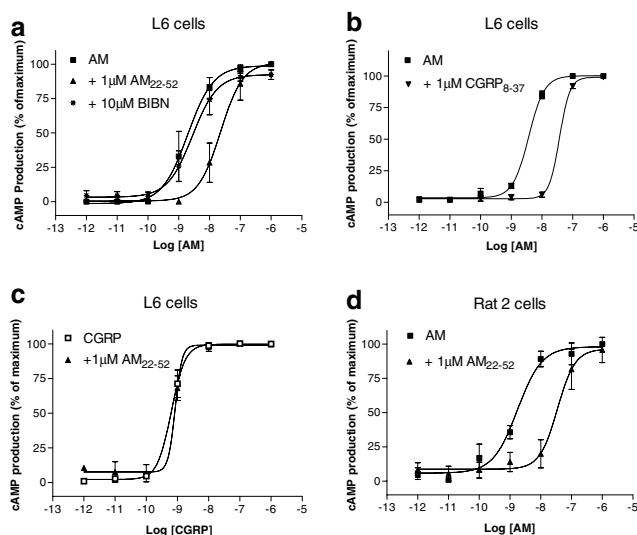 a
L6 cells
AM
+ 1μM AM22-52
+ 10μM BIBN
cAMP Production (% ofmaximum)
100
75
50
25
0
-13 -12 -11 -10 -9 -8 -7 -6 -5
Log [AM]
b
L6 cells
AM
+ 1μM CGRP8-37
cAMP production (% ofmaximum)
100
75
50
25
0
-13 -12 -11 -10 -9 -8 -7 -6 -5
Log [AM]
c
L6 cells
CGRP
+1μM AM22-52
cAMP production (% of maximum)
100
75
50
25
0
-13 -12 -11 -10 -9 -8 -7 -6 -5
Log [CGRP]
d
Rat 2 cells
AM
+ 1μM AM22-52
cAMP production (% of maximum)
100
75
50
25
0
-13 -12 -11 -10 -9 -8 -7 -6 -5
Log [AM]